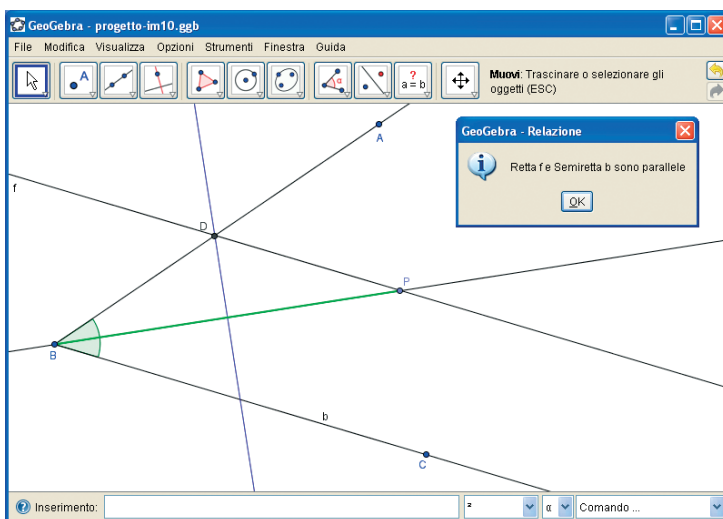 GeoGebra - progetto-im10.ggb
File Modifica Visualizza Opzioni Strumenti Finestra Guida
A
α
?
a = b
Muovi: Trascinare o selezionare gli
oggetti (ESC)
GeoGebra - Relazione
Retta f e Semiretta b sono parallele
OK
A
f
D
P
B
b
C
Inserimento:
²
α
Comando ...